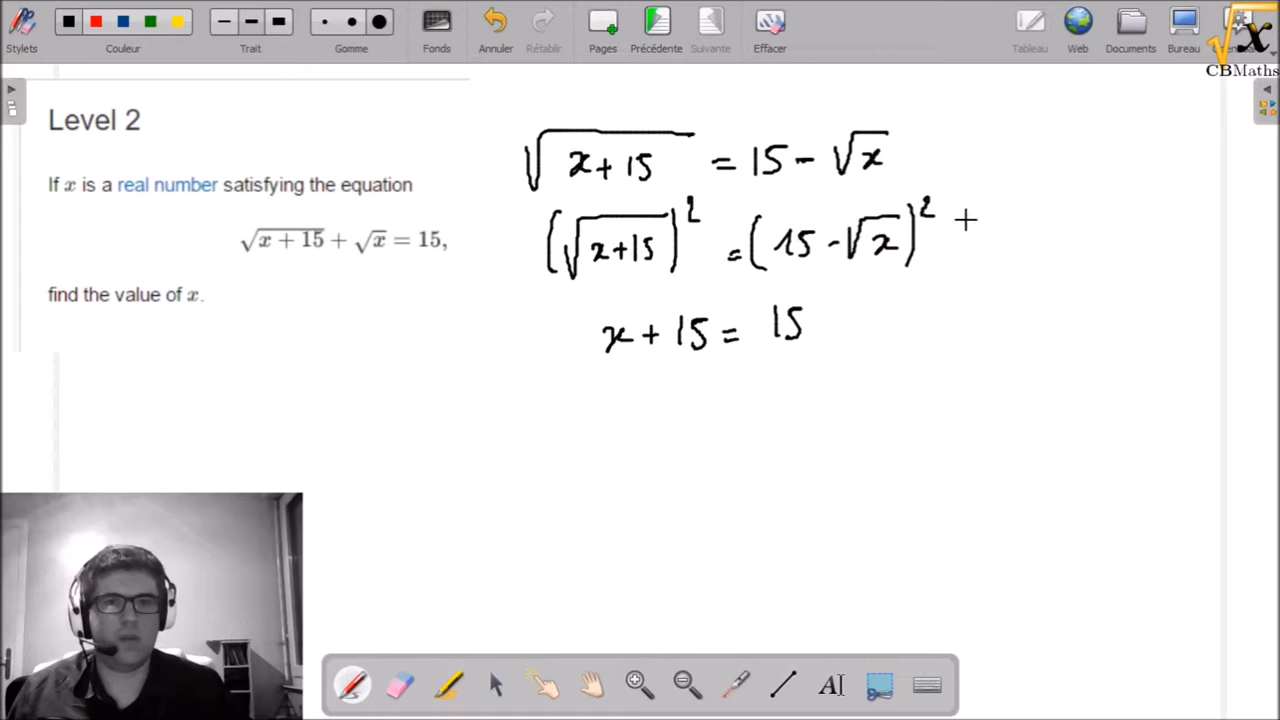 Stylets
Couleur
Trait
Gomme
Fonds
Annuler
Rétablir
Pages
Précédente
Suivante
Effacer
Tableau
Web
Documents
Bureau
√x
CBMaths
Level 2
If x is a real number satisfying the equation
√(x + 15) + √x = 15,
find the value of x.
√(x+15) = 15 - √x
(√(x+15))² = (15 - √x)²
x + 15 = 15
AI